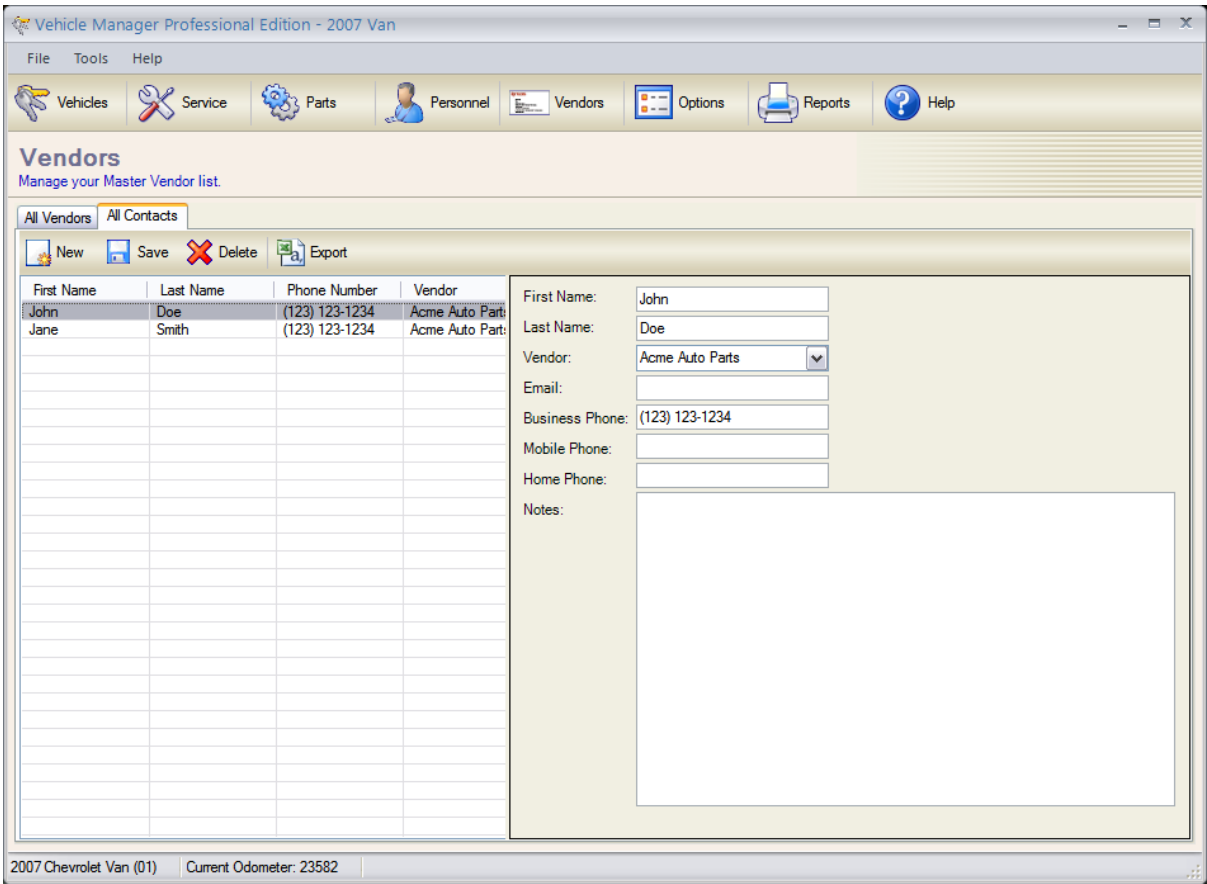 Vehicle Manager Professional Edition - 2007 Van
File Tools Help
Vehicles Service Parts Personnel Vendors Options Reports Help
Vendors
Manage your Master Vendor list.
All Vendors All Contacts
New Save Delete Export
First Name Last Name Phone Number Vendor
John Doe (123) 123-1234 Acme Auto Parts
Jane Smith (123) 123-1234 Acme Auto Parts
First Name: John
Last Name: Doe
Vendor: Acme Auto Parts
Email:
Business Phone: (123) 123-1234
Mobile Phone:
Home Phone:
Notes:
2007 Chevrolet Van (01) Current Odometer: 23582